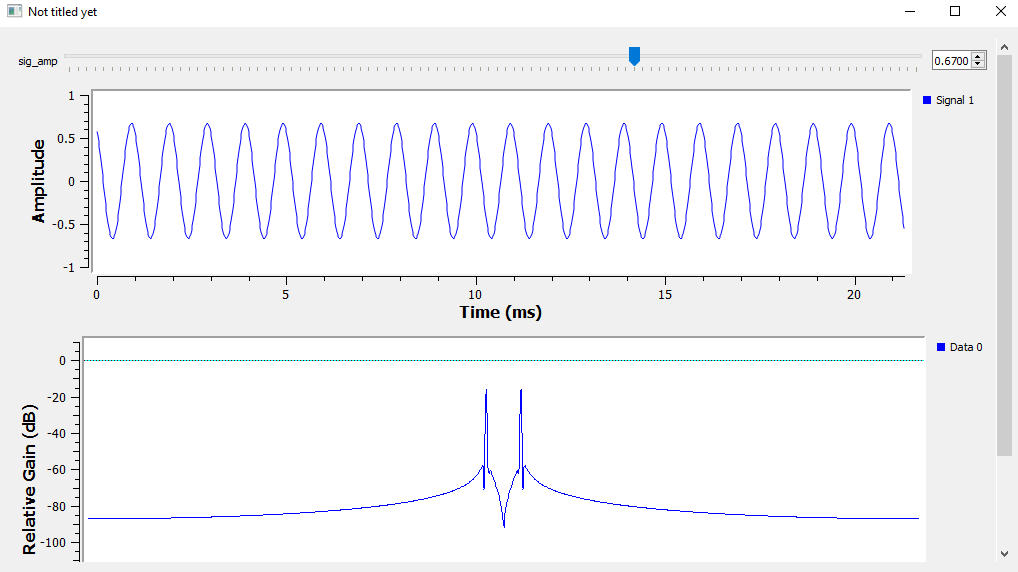 Not titled yet
sig_amp
0.6700
1
0.5
0
-0.5
-1
Amplitude
Signal 1
0
5
10
15
20
Time (ms)
0
-20
-40
-60
-80
-100
Relative Gain (dB)
Data 0